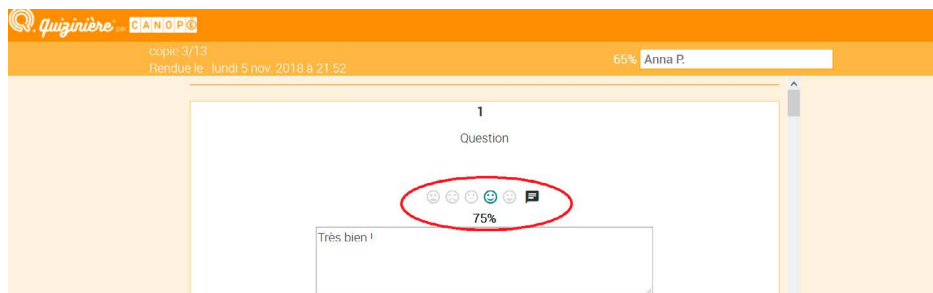 Quizinière par CANOPÉ
copie 3/13
Rendue le : lundi 5 nov. 2018 à 21:52
65% Anna P.
1
Question
75%
Très bien !